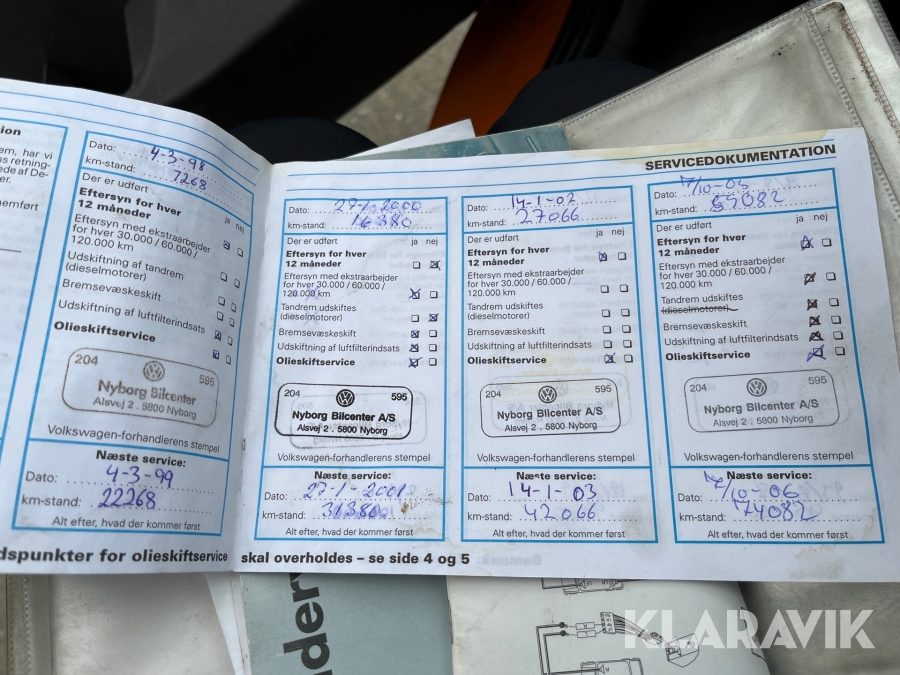 tion
em, har vi
ns retning-
de af De-
er.
nemført
Dato: 4-3-98
km-stand: 7268
Der er udført
ja nej
Eftersyn for hver
12 måneder
Eftersyn med ekstraarbejder
for hver 30.000 / 60.000 /
120.000 km
Udskiftning af tandrem
(dieselmotorer)
Bremsevæskeskift
Udskiftning af luftfilterindsats
Olieskiftservice
204 595
Nyborg Bilcenter A/S
Alsvej 2 . 5800 Nyborg
Volkswagen-forhandlerens stempel
Næste service:
Dato: 4-3-99
km-stand: 22268
Alt efter, hvad der kommer først
dspunkter for olieskiftservice
SERVICEDOKUMENTATION
Dato: 27-1-2000
km-stand: 16380
Der er udført ja nej
Eftersyn for hver
12 måneder
Eftersyn med ekstraarbejder
for hver 30.000 / 60.000 /
120.000 km
Tandrem udskiftes
(dieselmotorer)
Bremsevæskeskift
Udskiftning af luftfilterindsats
Olieskiftservice
204 595
Nyborg Bilcenter A/S
Alsvej 2 . 5800 Nyborg
Volkswagen-forhandlerens stempel
Næste service:
Dato: 27-1-2001
km-stand: 31380
Alt efter, hvad der kommer først
Dato: 14-1-02
km-stand: 27066
Der er udført ja nej
Eftersyn for hver
12 måneder
Eftersyn med ekstraarbejder
for hver 30.000 / 60.000 /
120.000 km
Tandrem udskiftes
(dieselmotorer)
Bremsevæskeskift
Udskiftning af luftfilterindsats
Olieskiftservice
204 595
Nyborg Bilcenter A/S
Alsvej 2 . 5800 Nyborg
Volkswagen-forhandlerens stempel
Næste service:
Dato: 14-1-03
km-stand: 42066
Alt efter, hvad der kommer først
Dato: 7/10-05
km-stand: 59082
Der er udført ja nej
Eftersyn for hver
12 måneder
Eftersyn med ekstraarbejder
for hver 30.000 / 60.000 /
120.000 km
Tandrem udskiftes
(dieselmotorer)
Bremsevæskeskift
Udskiftning af luftfilterindsats
Olieskiftservice
204 595
Nyborg Bilcenter A/S
Alsvej 2 . 5800 Nyborg
Volkswagen-forhandlerens stempel
Næste service:
Dato: 7/10-06
km-stand: 74082
Alt efter, hvad der kommer først
skal overholdes – se side 4 og 5
nder
KLARAVIK